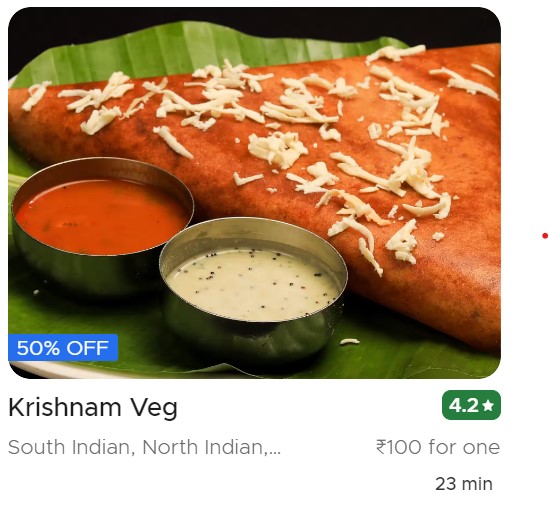 50% OFF
Krishnam Veg
4.2★
South Indian, North Indian,...
₹100 for one
23 min